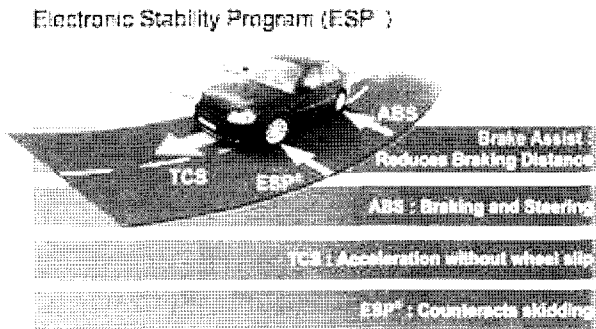 Electronic Stability Program (ESP )
ABS
TCS
ESP®
Brake Assist :
Reduces Braking Distance
ABS : Braking and Steering
TCS : Acceleration without wheel slip
ESP® : Counteracts skidding